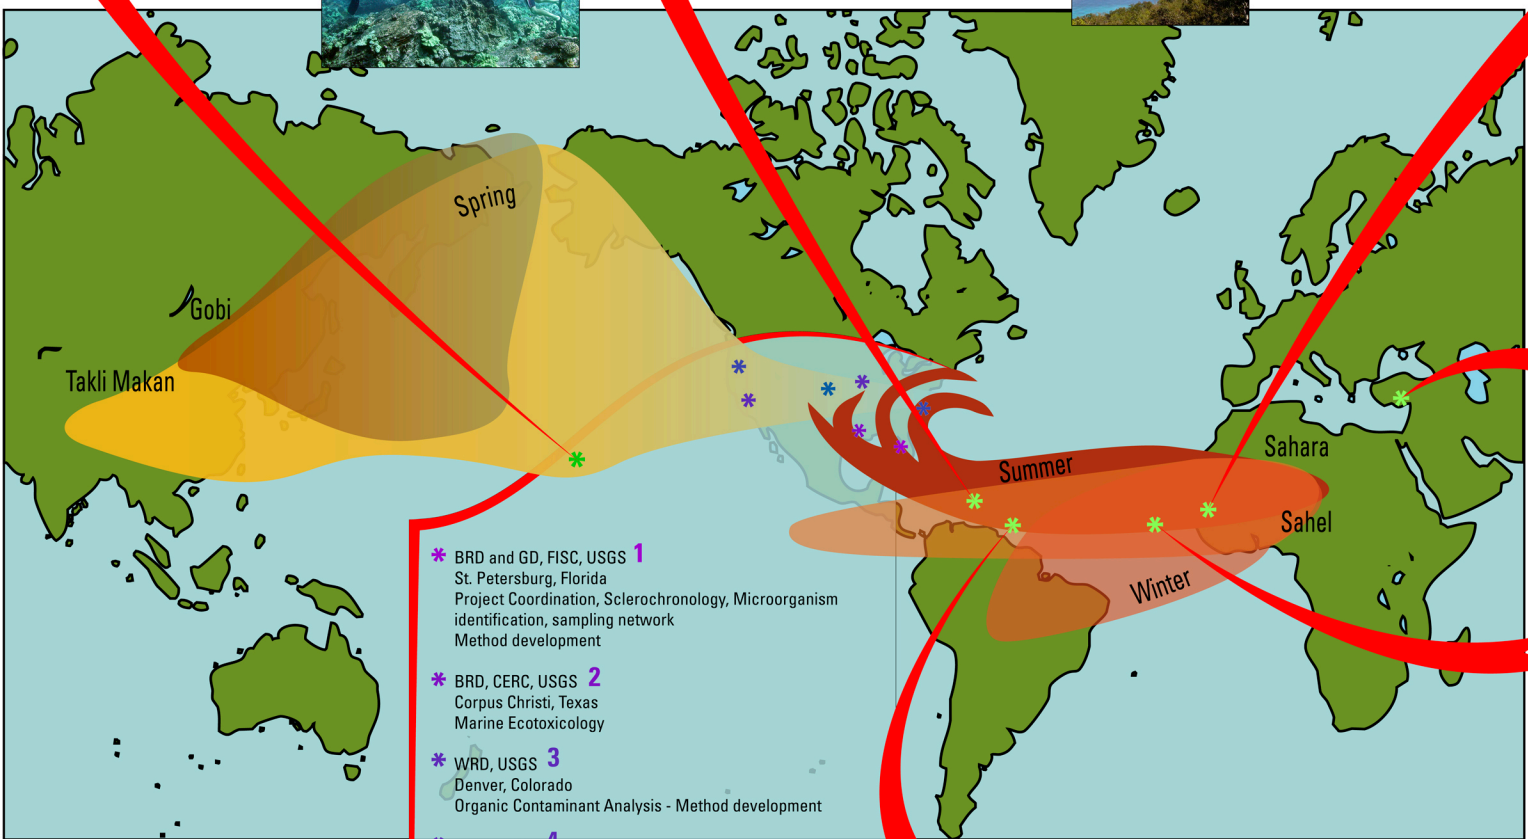 Spring
Gobi
Takli Makan
Sahara
Summer
Sahel
Winter
* BRD and GD, FISC, USGS 1
St. Petersburg, Florida
Project Coordination, Sclerochronology, Microorganism
identification, sampling network
Method development
* BRD, CERC, USGS 2
Corpus Christi, Texas
Marine Ecotoxicology
* WRD, USGS 3
Denver, Colorado
Organic Contaminant Analysis - Method development